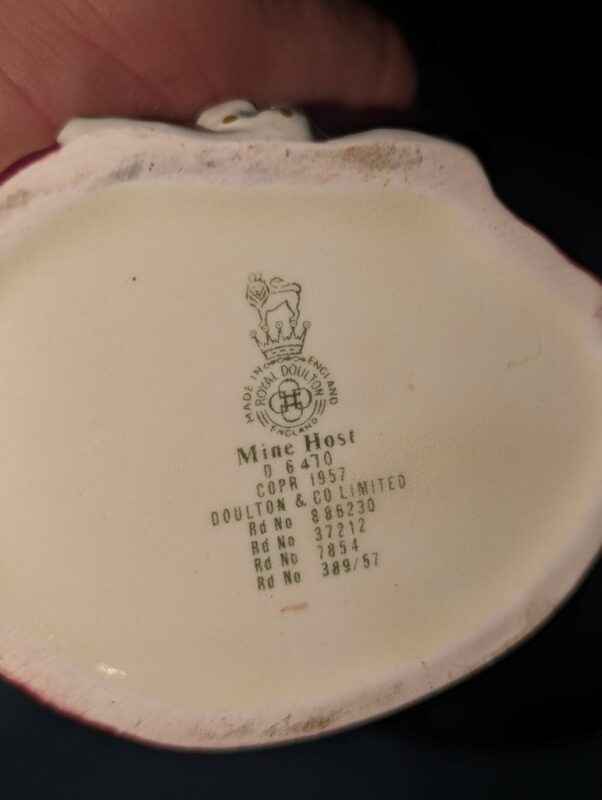 MADE IN ENGLAND
ROYAL DOULTON
ENGLAND
Mine Host
D 6470
COPR 1957
DOULTON & CO LIMITED
Rd No 886230
Rd No 37212
Rd No 7854
Rd No 389/57